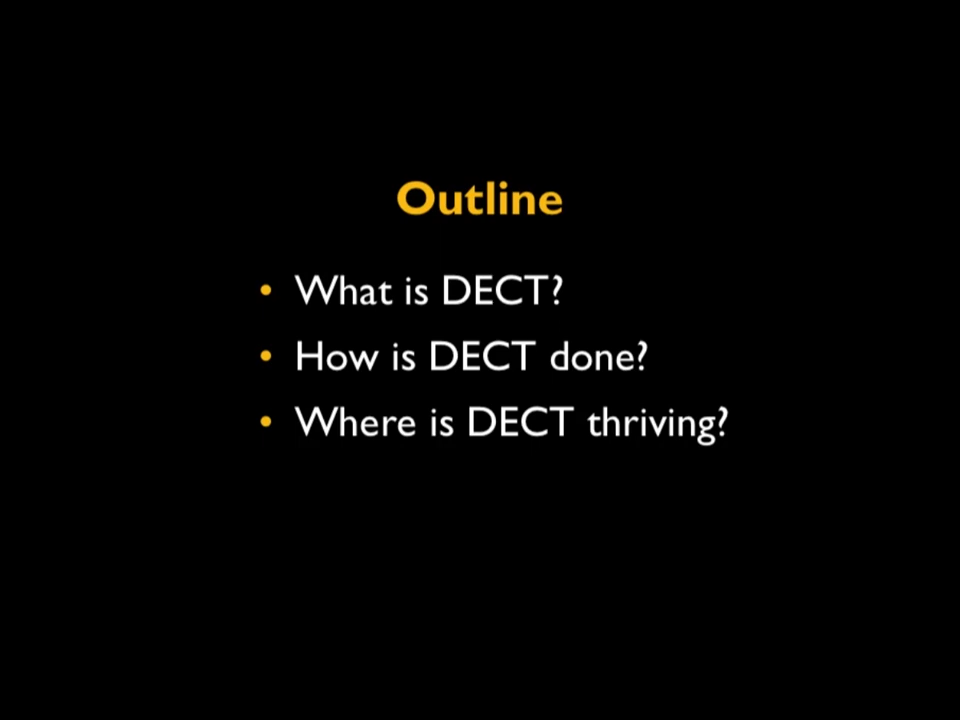 Outline
• What is DECT?
• How is DECT done?
• Where is DECT thriving?